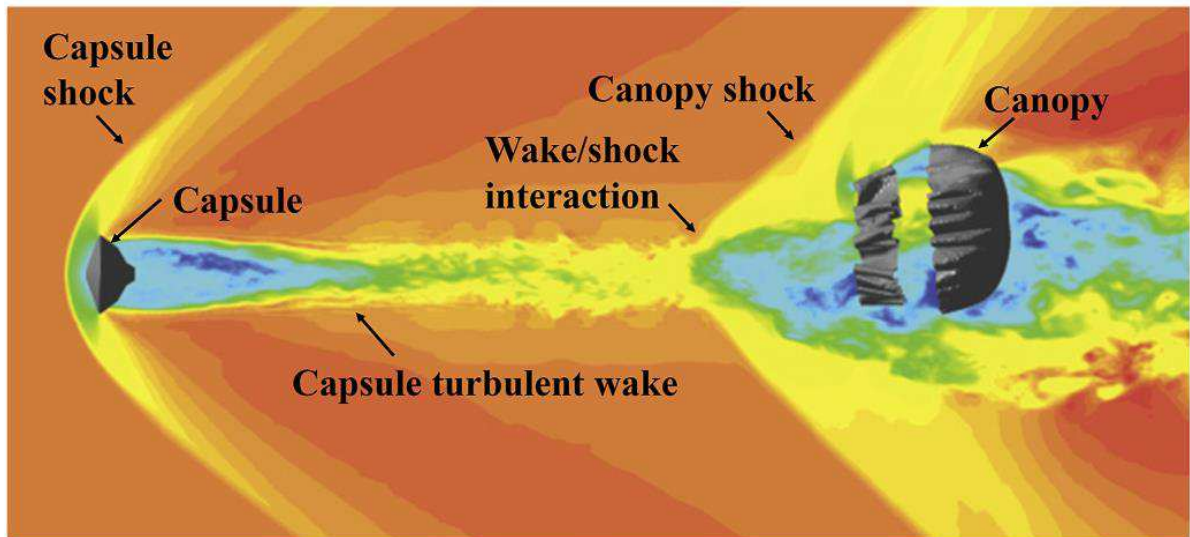 Capsule
shock
Capsule
Canopy shock
Canopy
Wake/shock
interaction
Capsule turbulent wake